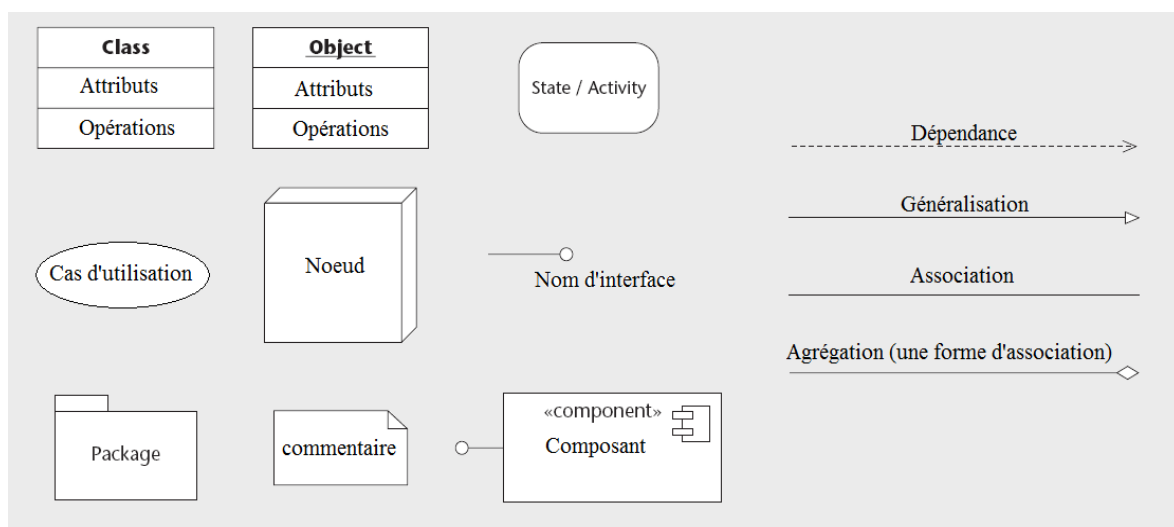 Class
Attributs
Opérations
Object
Attributs
Opérations
State / Activity
Dépendance
Généralisation
Cas d'utilisation
Noeud
Nom d'interface
Association
Agrégation (une forme d'association)
Package
commentaire
«component»
Composant